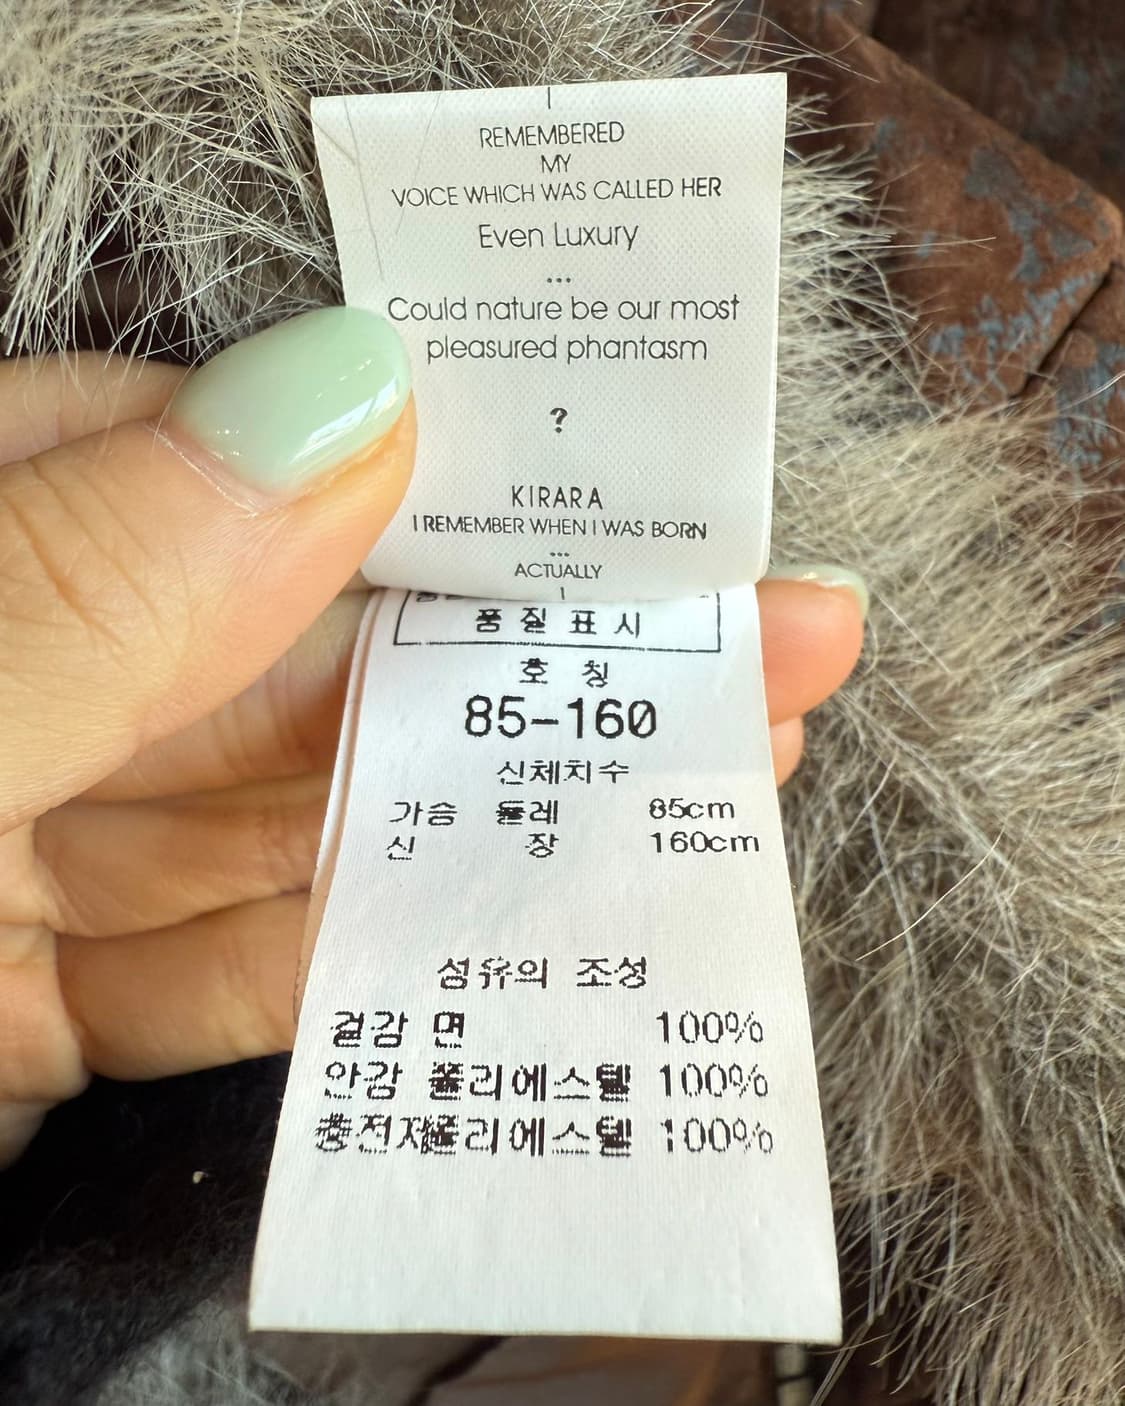 REMEMBERED
MY
VOICE WHICH WAS CALLED HER
Even Luxury
...
Could nature be our most
pleasured phantasm
?
KIRARA
I REMEMBER WHEN I WAS BORN
...
ACTUALLY
품 질 표 시
호 칭
85-160
신체치수
가슴 둘레 85cm
신 장 160cm
섬유의 조성
겉감 면 100%
안감 폴리에스텔 100%
충전재폴리에스텔 100%